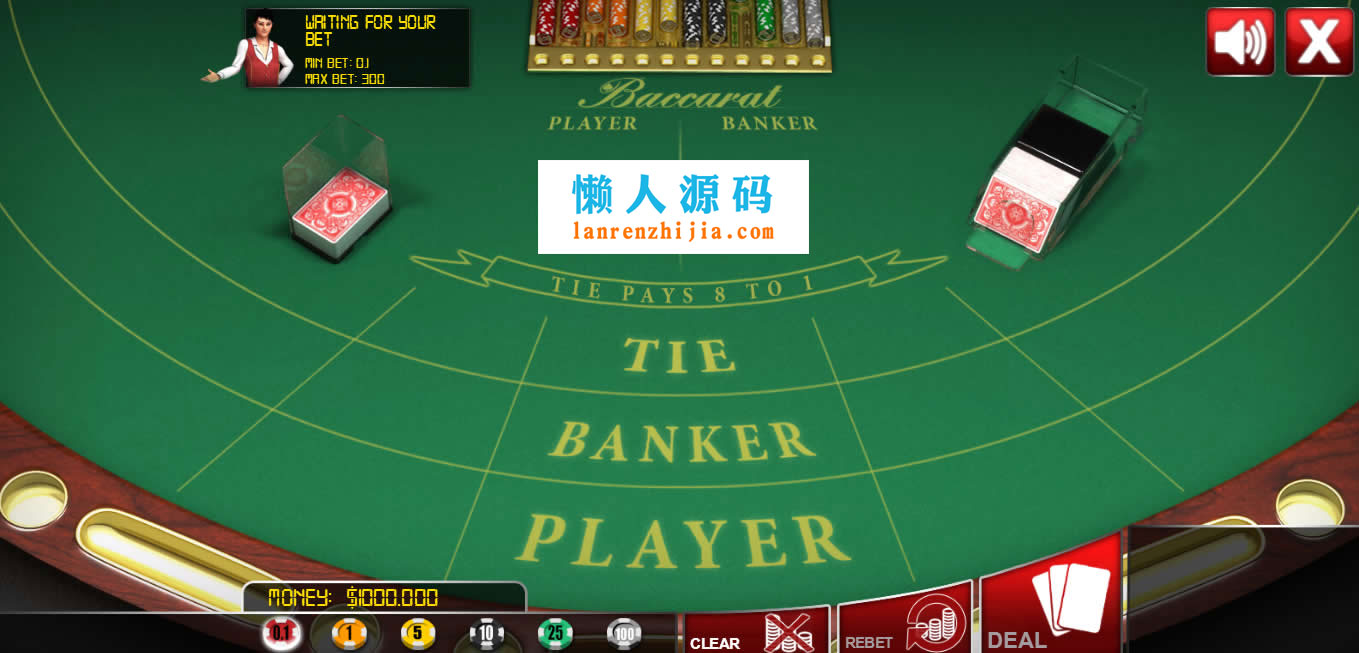 WAITING FOR YOUR
BET
MIN BET: 0.1
MAX BET: 300
X
Baccarat
PLAYER BANKER
懒人源码
lanrenzhijia.com
TIE PAYS 8 TO 1
TIE
BANKER
PLAYER
MONEY: $1000.000
0.1 1 5 10 25 100
CLEAR
REBET
DEAL